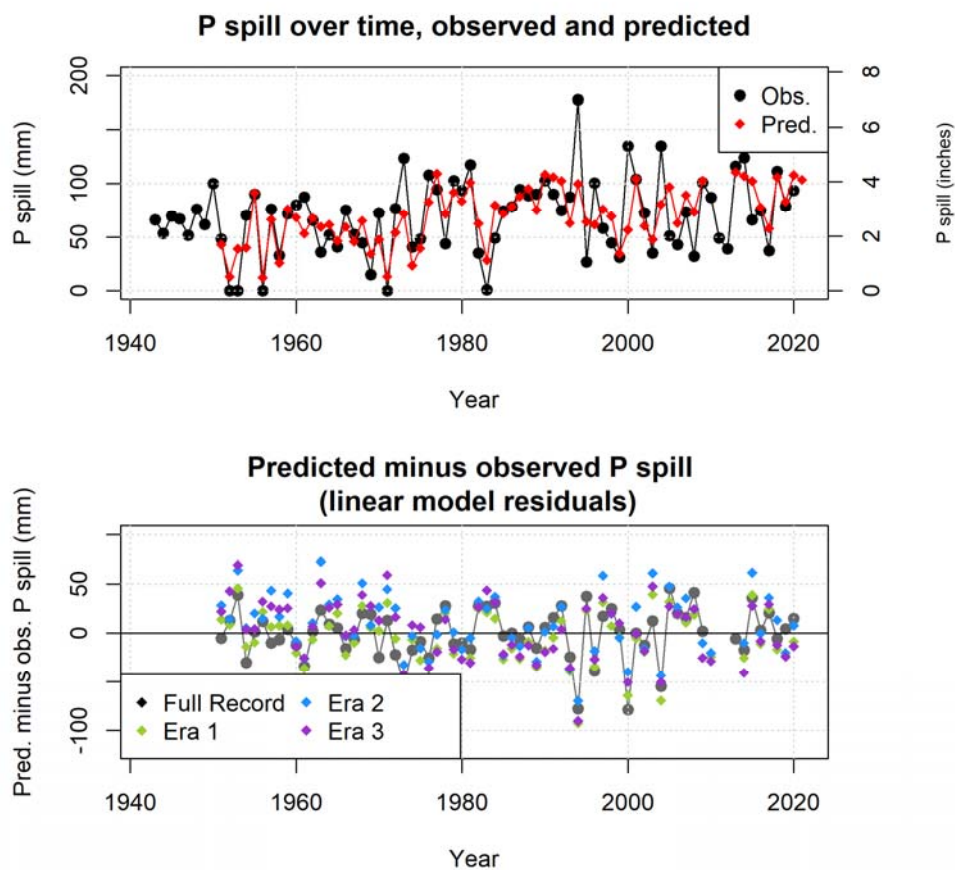 P spill over time, observed and predicted
P spill (mm)
200
100
50
0
Obs.
Pred.
8
6
4
2
0
P spill (inches)
1940 1960 1980 2000 2020
Year
Predicted minus observed P spill
(linear model residuals)
Pred. minus obs. P spill (mm)
50
0
-100
Full Record
Era 1
Era 2
Era 3
1940 1960 1980 2000 2020
Year